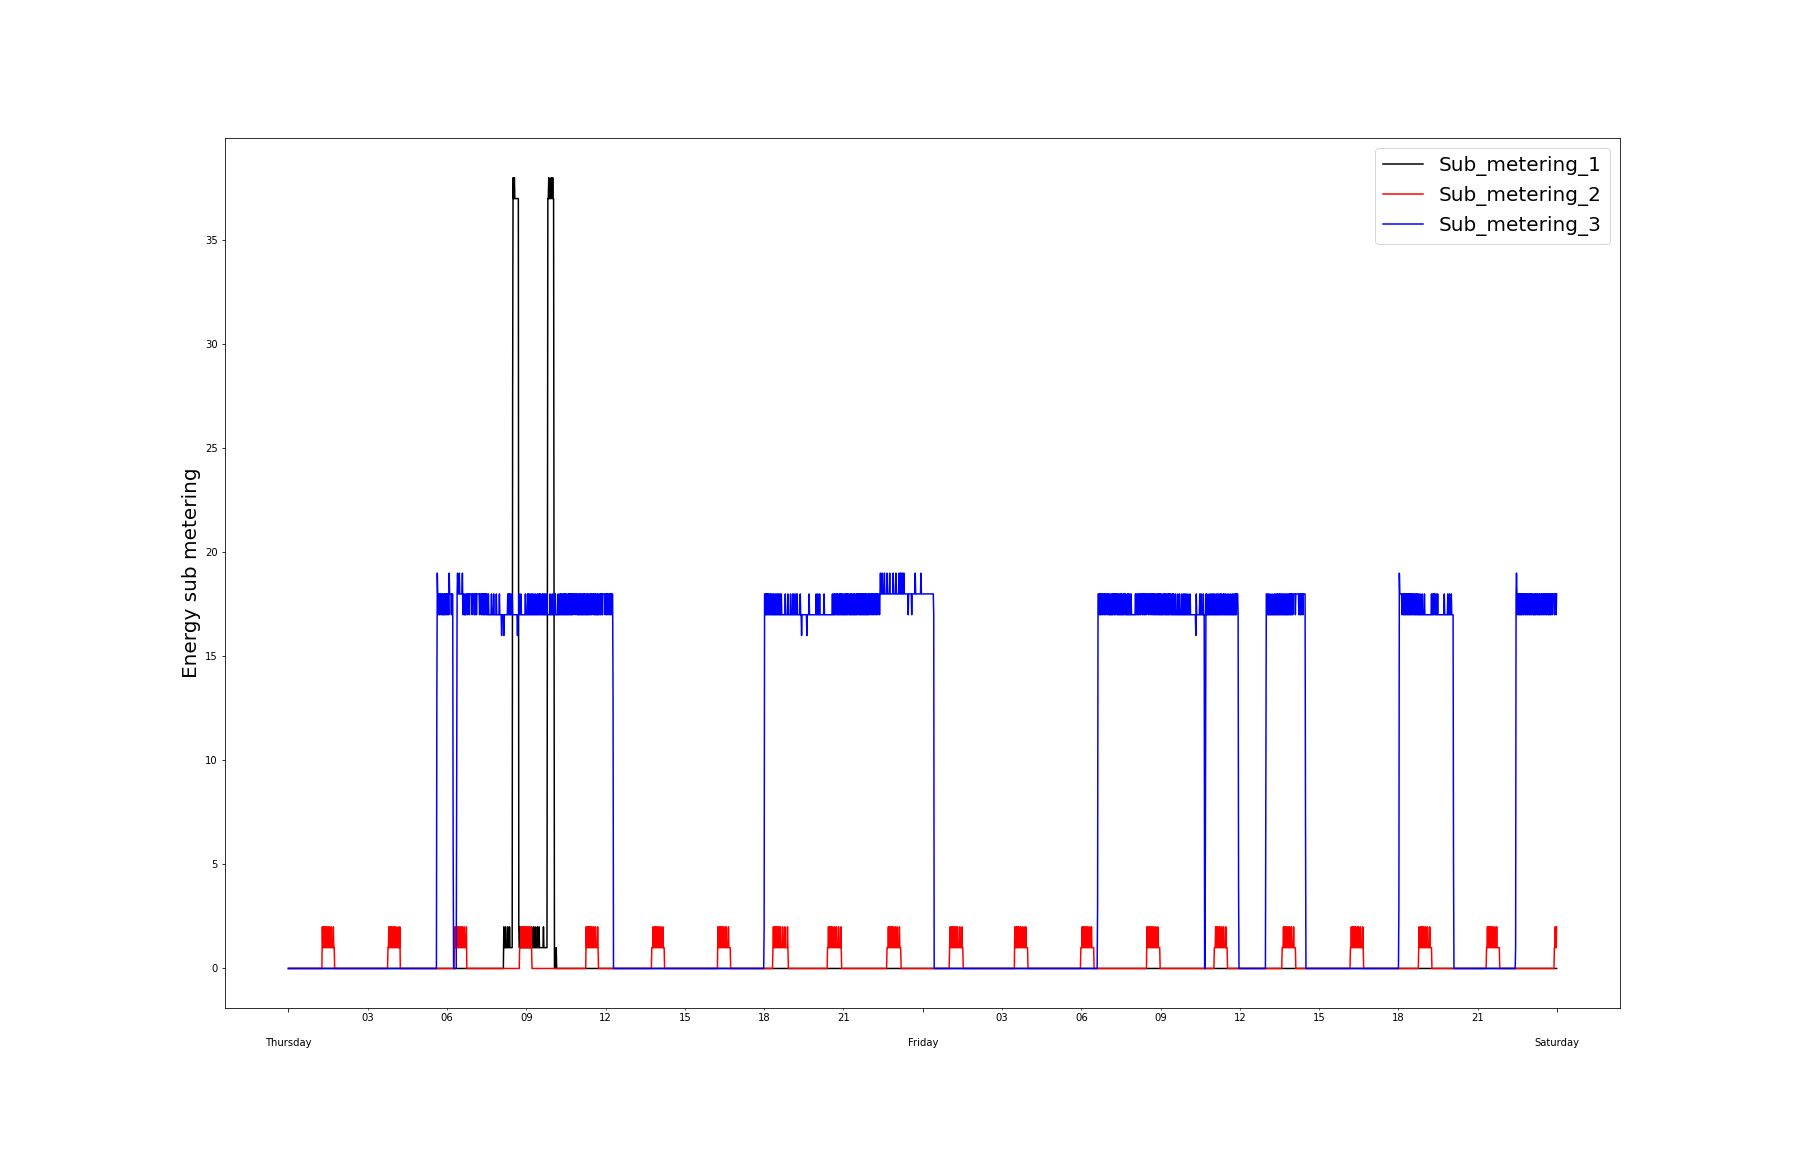 Sub_metering_1
Sub_metering_2
Sub_metering_3
Energy sub metering
35
30
25
20
15
10
5
0
03 06 09 12 15 18 21 03 06 09 12 15 18 21
Thursday Friday Saturday